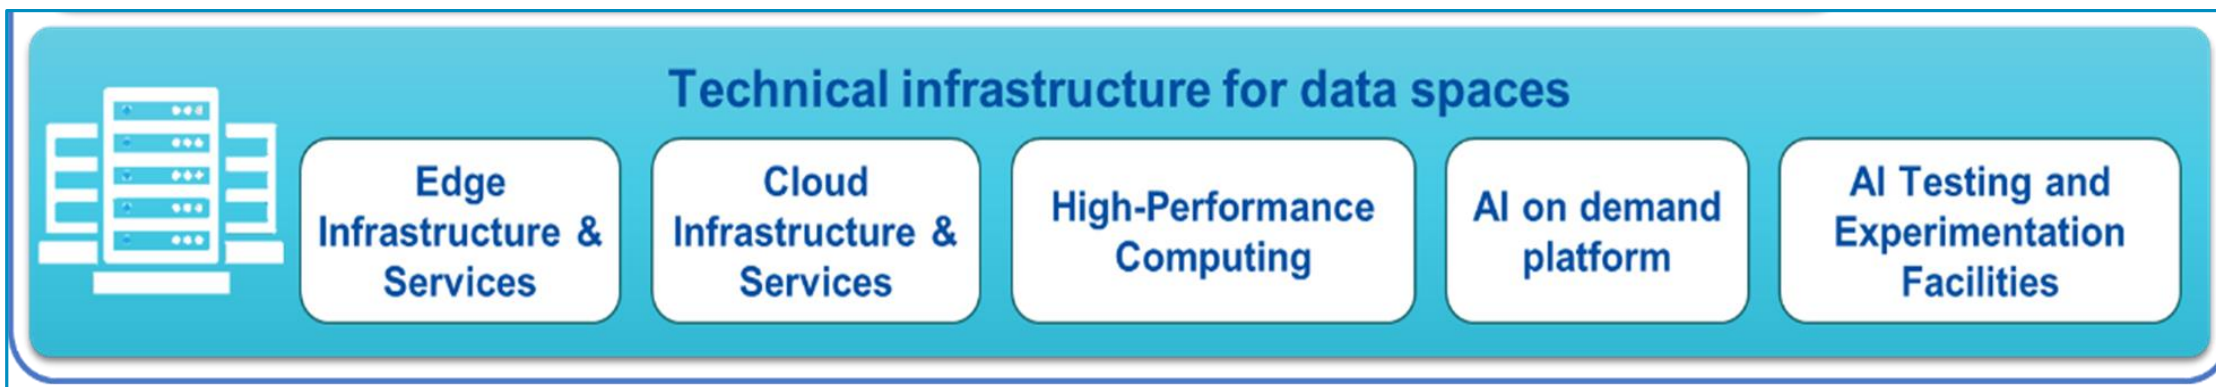 Technical infrastructure for data spaces
Edge
Infrastructure &
Services
Cloud
Infrastructure &
Services
High-Performance
Computing
AI on demand
platform
AI Testing and
Experimentation
Facilities